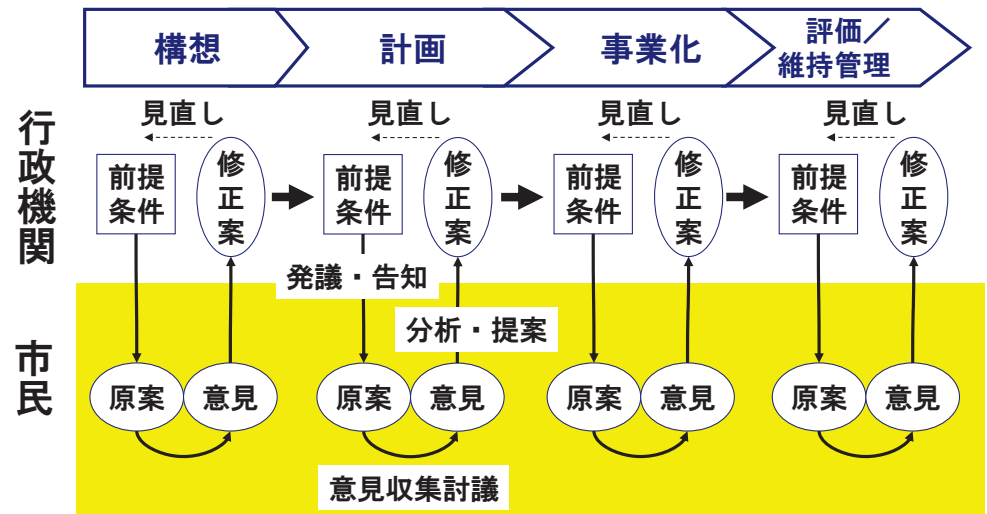 構想
計画
事業化
評価／
維持管理
行政機関
見直し
見直し
見直し
見直し
前提
条件
修正案
前提
条件
修正案
前提
条件
修正案
前提
条件
修正案
発議・告知
分析・提案
市民
原案
意見
原案
意見
原案
意見
原案
意見
意見収集討議